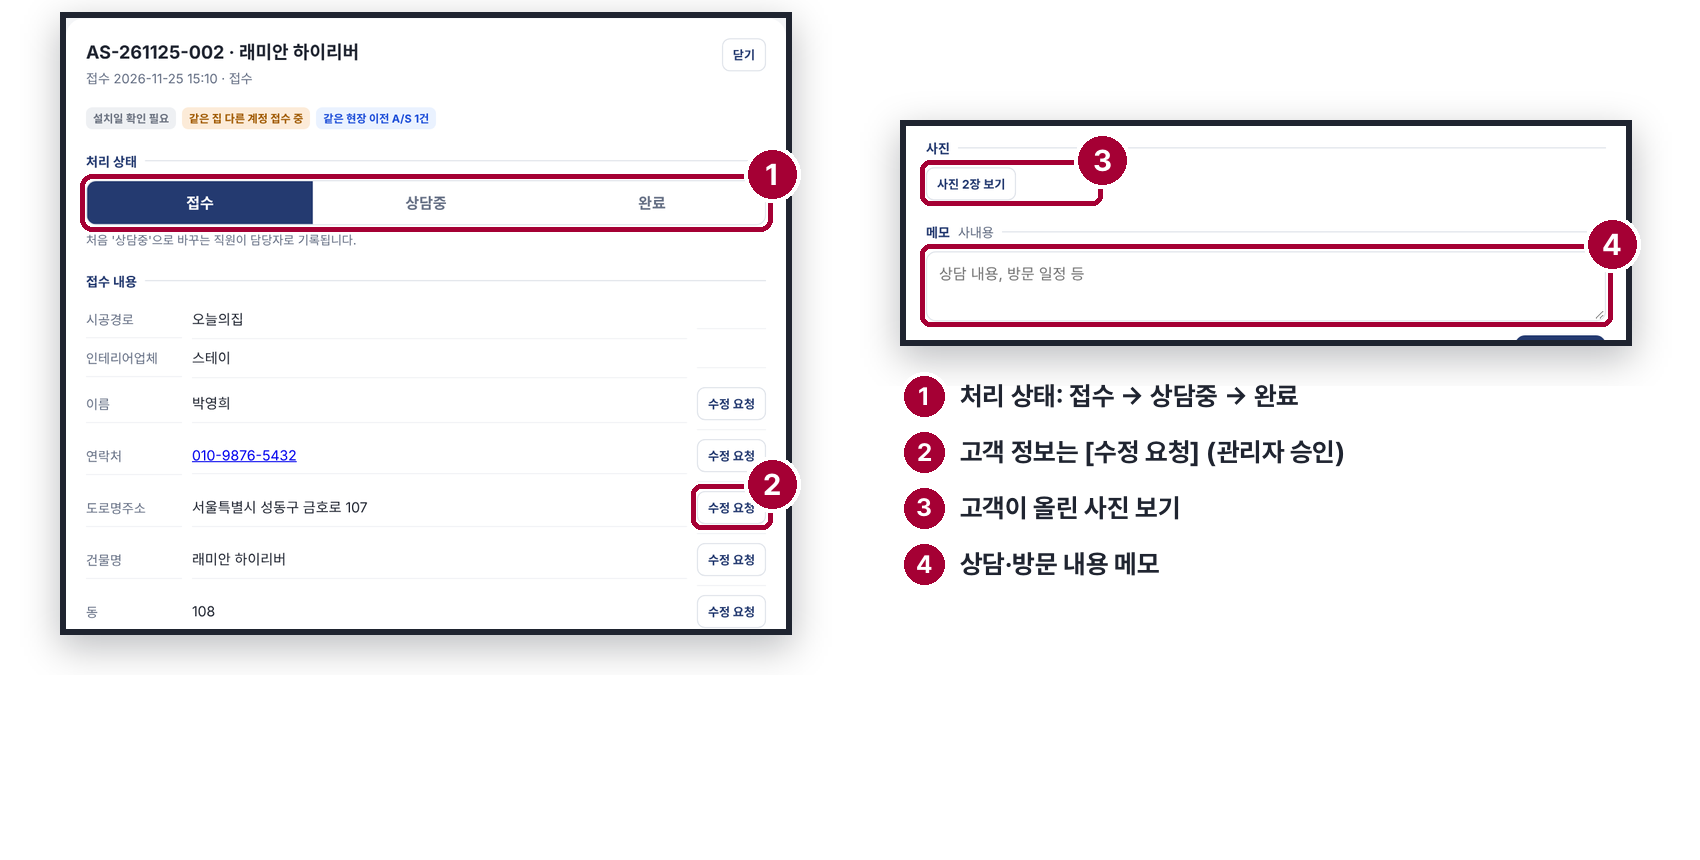 AS-261125-002 · 래미안 하이리버
닫기
접수 2026-11-25 15:10 · 접수
설치일 확인 필요
같은 집 다른 계정 접수 중
같은 현장 이전 A/S 1건
처리 상태
1
접수
상담중
완료
처음 '상담중'으로 바꾸는 직원이 담당자로 기록됩니다.
접수 내용
시공경로 오늘의집
인테리어업체 스테이
이름 박영희 수정 요청
연락처 010-9876-5432 수정 요청
2
도로명주소 서울특별시 성동구 금호로 107 수정 요청
건물명 래미안 하이리버 수정 요청
동 108 수정 요청
사진
3
사진 2장 보기
메모 사내용
4
상담 내용, 방문 일정 등
1 처리 상태: 접수 → 상담중 → 완료
2 고객 정보는 [수정 요청] (관리자 승인)
3 고객이 올린 사진 보기
4 상담·방문 내용 메모